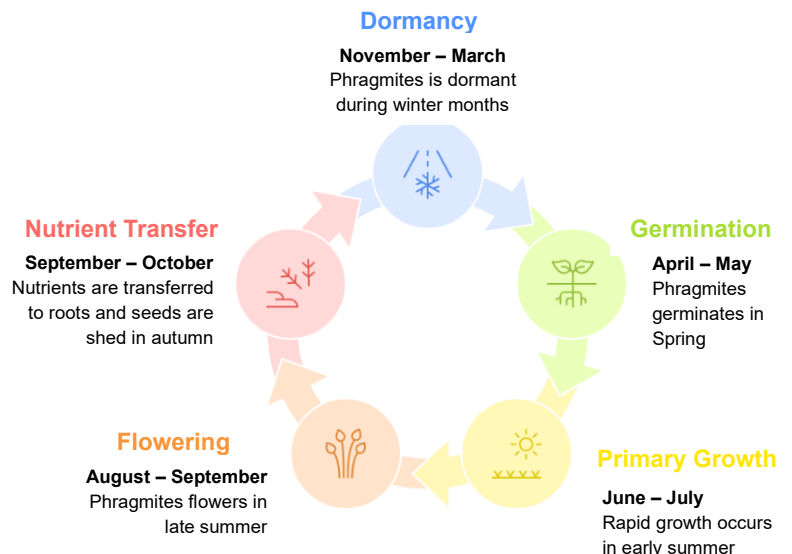 Dormancy
November – March
Phragmites is dormant
during winter months
Germination
April – May
Phragmites
germinates in
Spring
Primary Growth
June – July
Rapid growth occurs
in early summer
Flowering
August – September
Phragmites flowers in
late summer
Nutrient Transfer
September – October
Nutrients are transferred
to roots and seeds are
shed in autumn